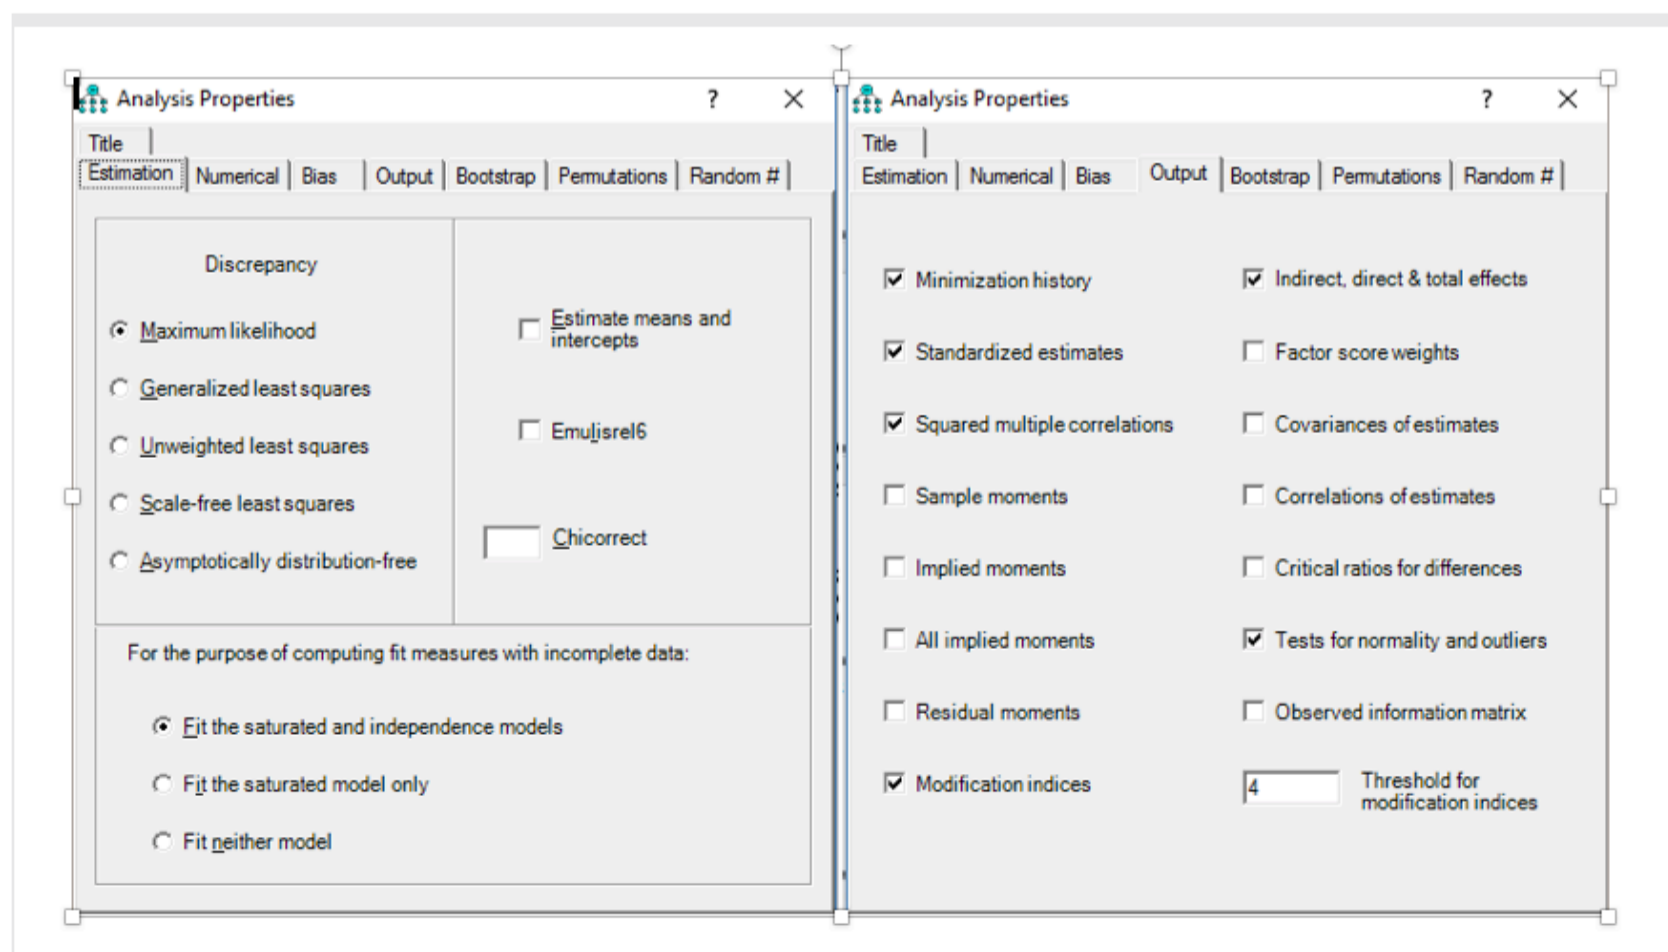 Analysis Properties ?
Title
Estimation Numerical Bias Output Bootstrap Permutations Random #
Discrepancy
Maximum likelihood
Generalized least squares
Unweighted least squares
Scale-free least squares
Asymptotically distribution-free
Estimate means and
intercepts
Emulisrel6
Chicorrect
For the purpose of computing fit measures with incomplete data:
Fit the saturated and independence models
Fit the saturated model only
Fit neither model
Analysis Properties ?
Title
Estimation Numerical Bias Output Bootstrap Permutations Random #
Minimization history
Standardized estimates
Squared multiple correlations
Sample moments
Implied moments
All implied moments
Residual moments
Modification indices
Indirect, direct & total effects
Factor score weights
Covariances of estimates
Correlations of estimates
Critical ratios for differences
Tests for normality and outliers
Observed information matrix
4 Threshold for
modification indices